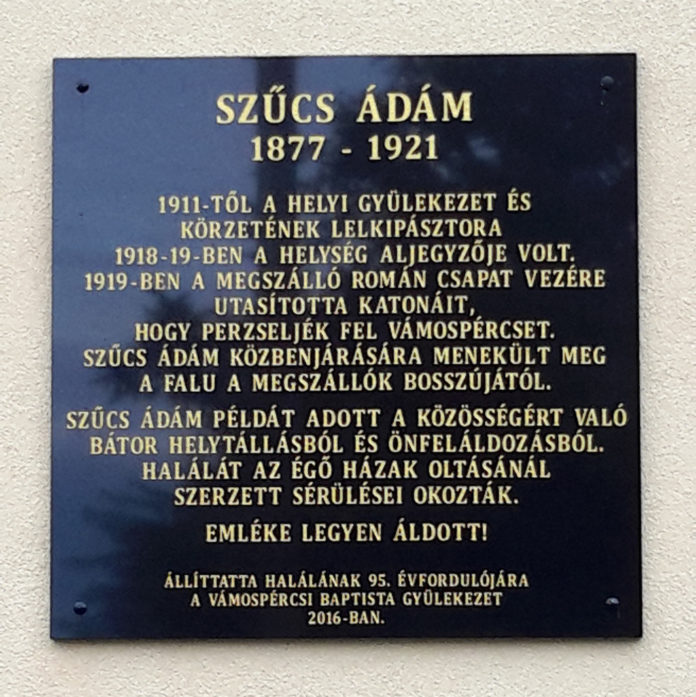 SZŰCS ÁDÁM
1877 - 1921
1911-TŐL A HELYI GYÜLEKEZET ÉS
KÖRZETÉNEK LELKIPÁSZTORA
1918-19-BEN A HELYSÉG ALJEGYZŐJE VOLT.
1919-BEN A MEGSZÁLLÓ ROMÁN CSAPAT VEZÉRE
UTASÍTOTTA KATONÁIT,
HOGY PERZSELJÉK FEL VÁMOSPÉRCSET.
SZŰCS ÁDÁM KÖZBENJÁRÁSÁRA MENEKÜLT MEG
A FALU A MEGSZÁLLÓK BOSSZÚJÁTÓL.
SZŰCS ÁDÁM PÉLDÁT ADOTT A KÖZÖSSÉGÉRT VALÓ
BÁTOR HELYTÁLLÁSBÓL ÉS ÖNFELÁLDOZÁSBÓL.
HALÁLÁT AZ ÉGŐ HÁZAK OLTÁSÁNÁL
SZERZETT SÉRÜLÉSEI OKOZTÁK.
EMLÉKE LEGYEN ÁLDOTT!
ÁLLÍTTATTA HALÁLÁNAK 95. ÉVFORDULÓJÁRA
A VÁMOSPÉRCSI BAPTISTA GYÜLEKEZET
2016-BAN.